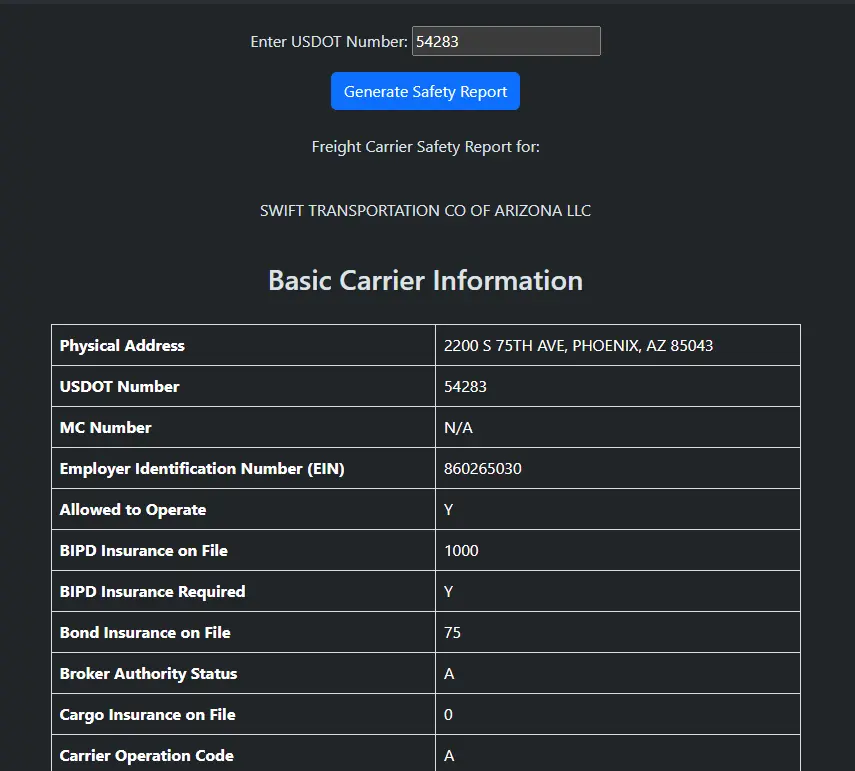 Enter USDOT Number: 54283
Generate Safety Report
Freight Carrier Safety Report for:
SWIFT TRANSPORTATION CO OF ARIZONA LLC
Basic Carrier Information
Physical Address 2200 S 75TH AVE, PHOENIX, AZ 85043
USDOT Number 54283
MC Number N/A
Employer Identification Number (EIN) 860265030
Allowed to Operate Y
BIPD Insurance on File 1000
BIPD Insurance Required Y
Bond Insurance on File 75
Broker Authority Status A
Cargo Insurance on File 0
Carrier Operation Code A